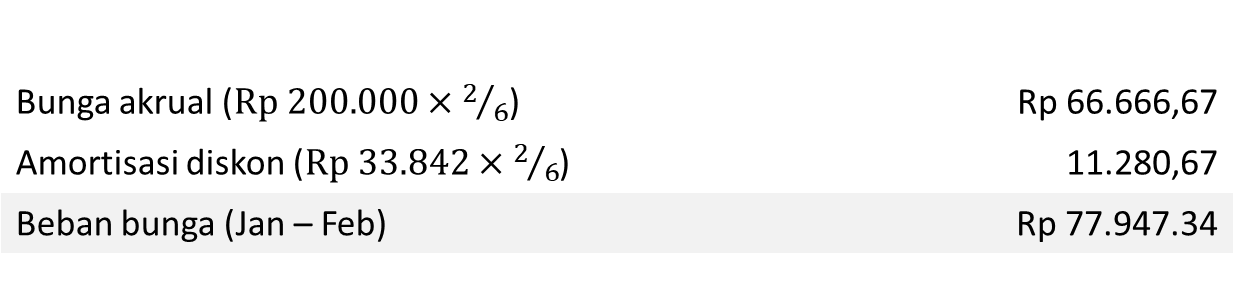 Bunga akrual (Rp 200.000 × 2/6) Rp 66.666,67
Amortisasi diskon (Rp 33.842 × 2/6) 11.280,67
Beban bunga (Jan – Feb) Rp 77.947.34